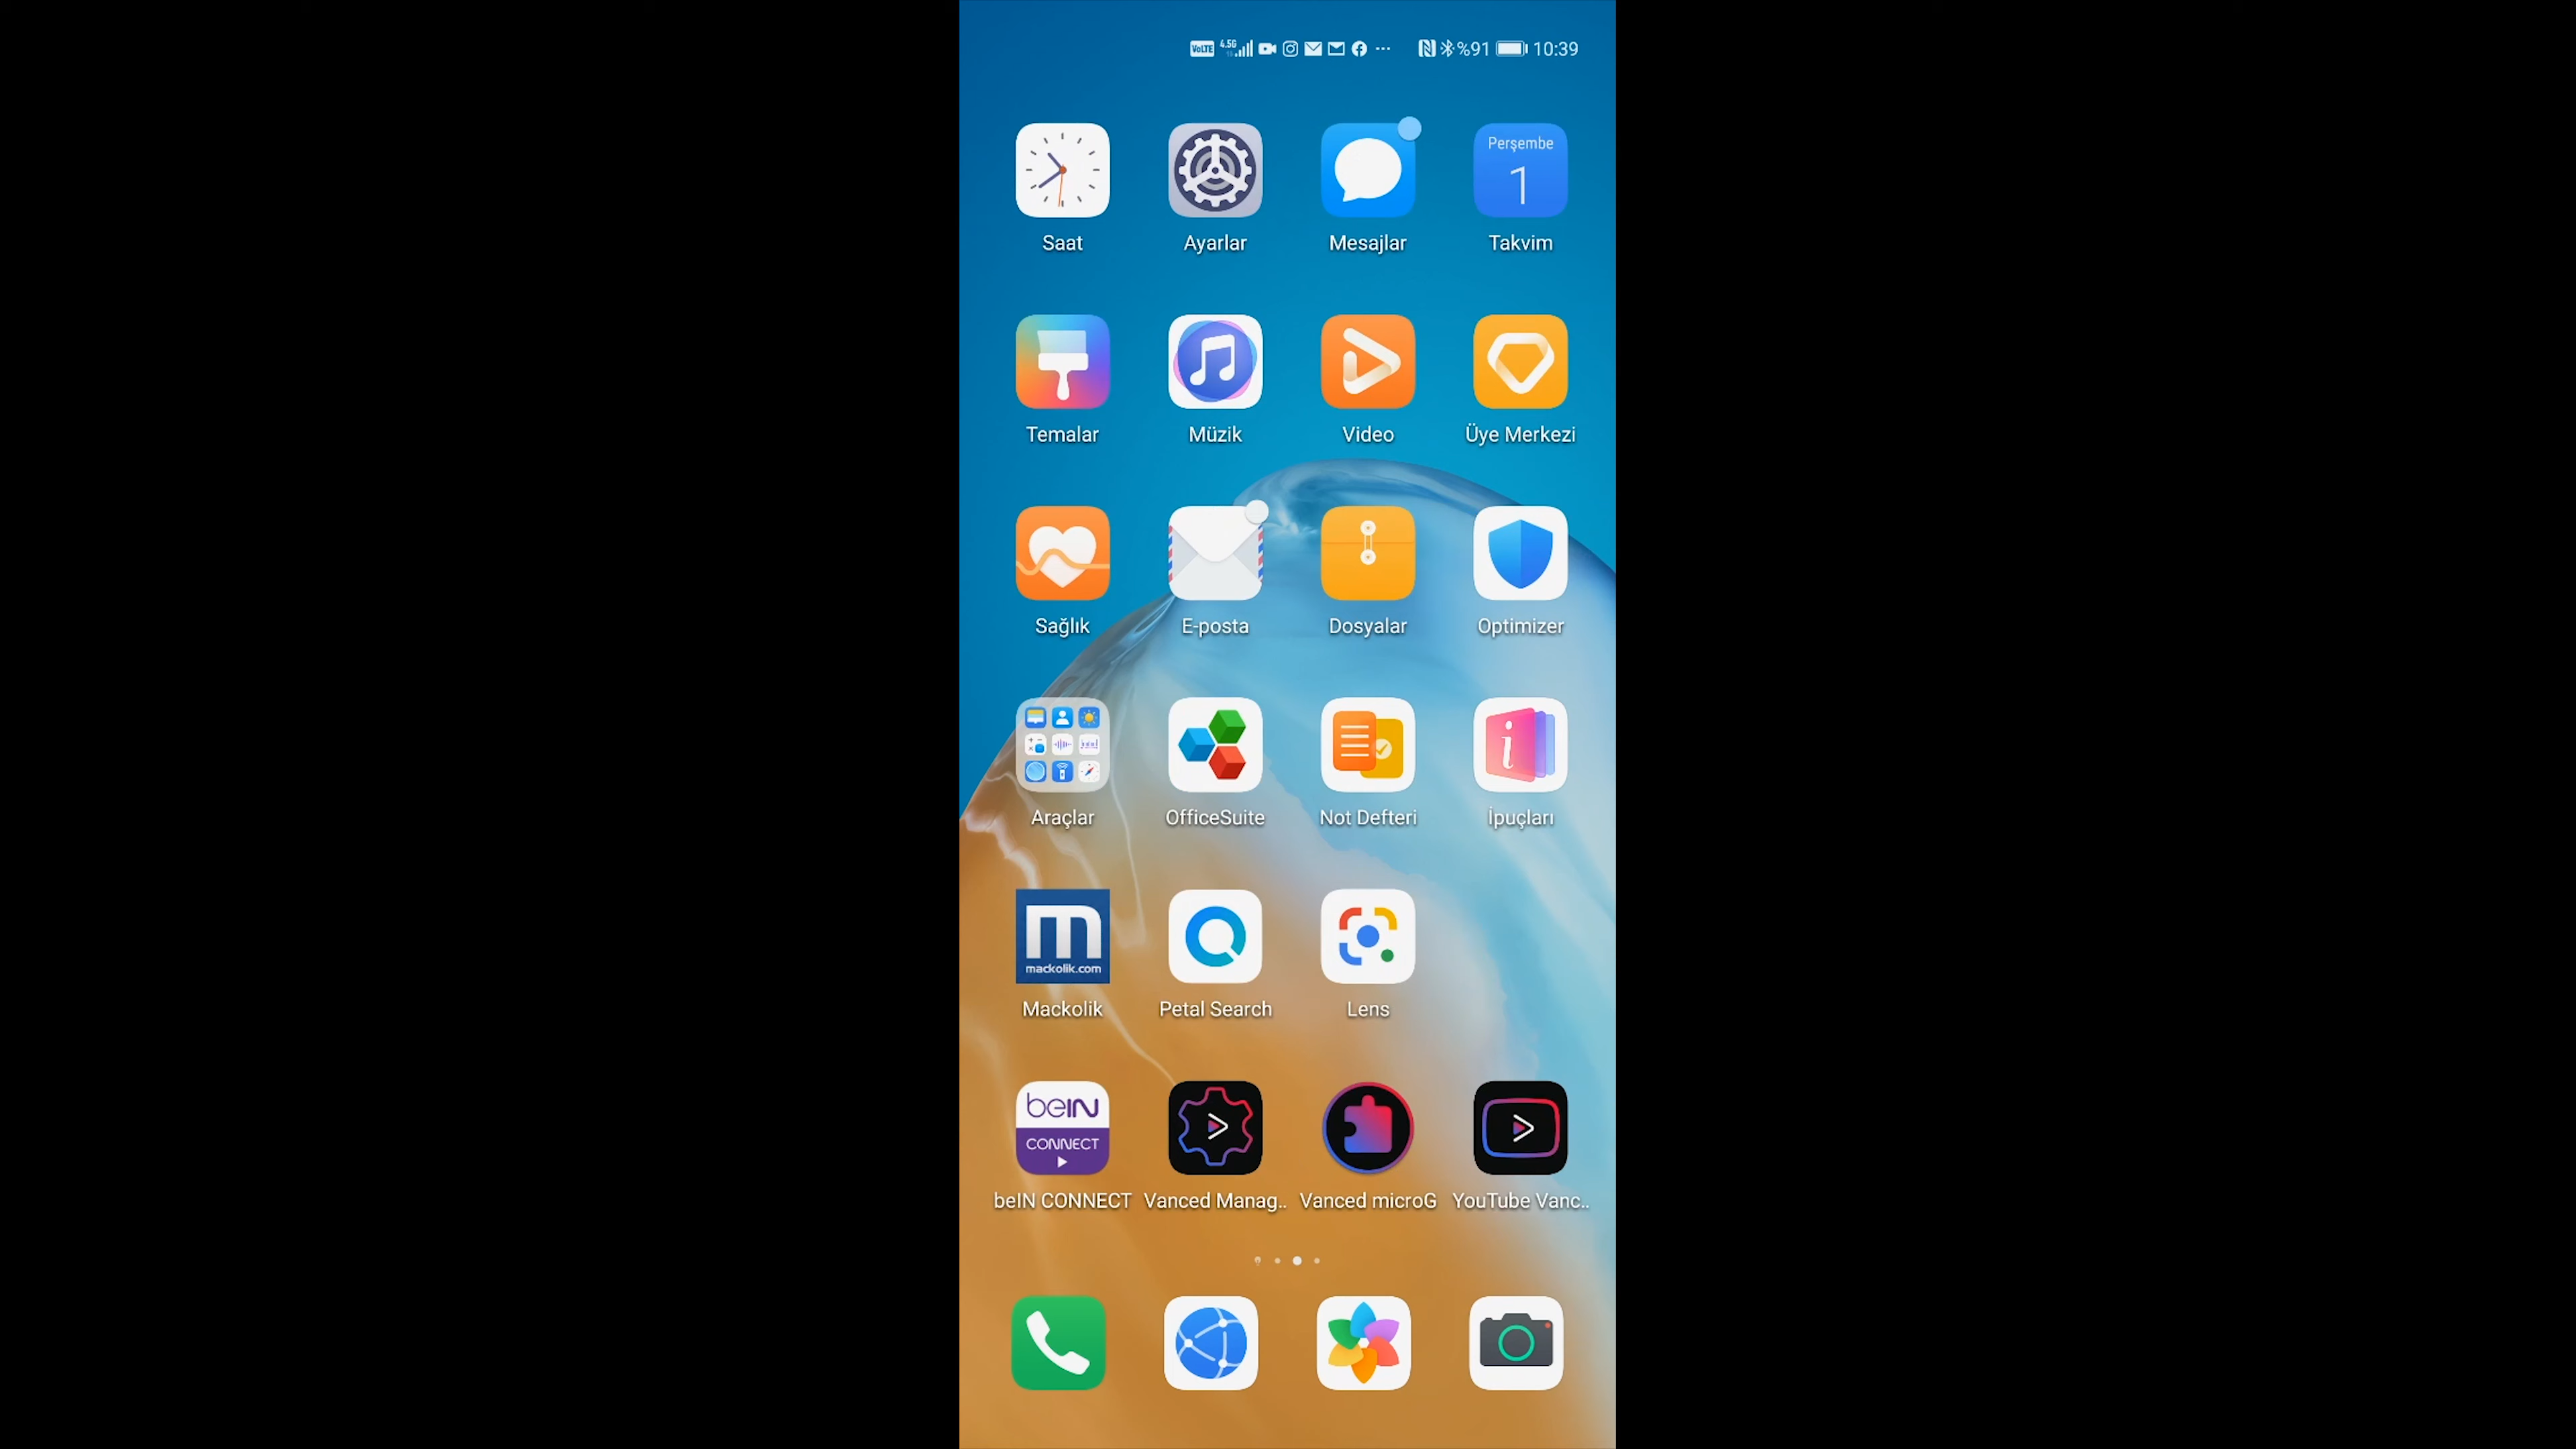 VoLTE 4.5G %91 10:39
Perşembe
1
Saat Ayarlar Mesajlar Takvim
Temalar Müzik Video Üye Merkezi
Sağlık E-posta Dosyalar Optimizer
Araçlar OfficeSuite Not Defteri İpuçları
m
mackolik.com
Mackolik Petal Search Lens
beIN
CONNECT
beIN CONNECT Vanced Manag.. Vanced microG YouTube Vanc..